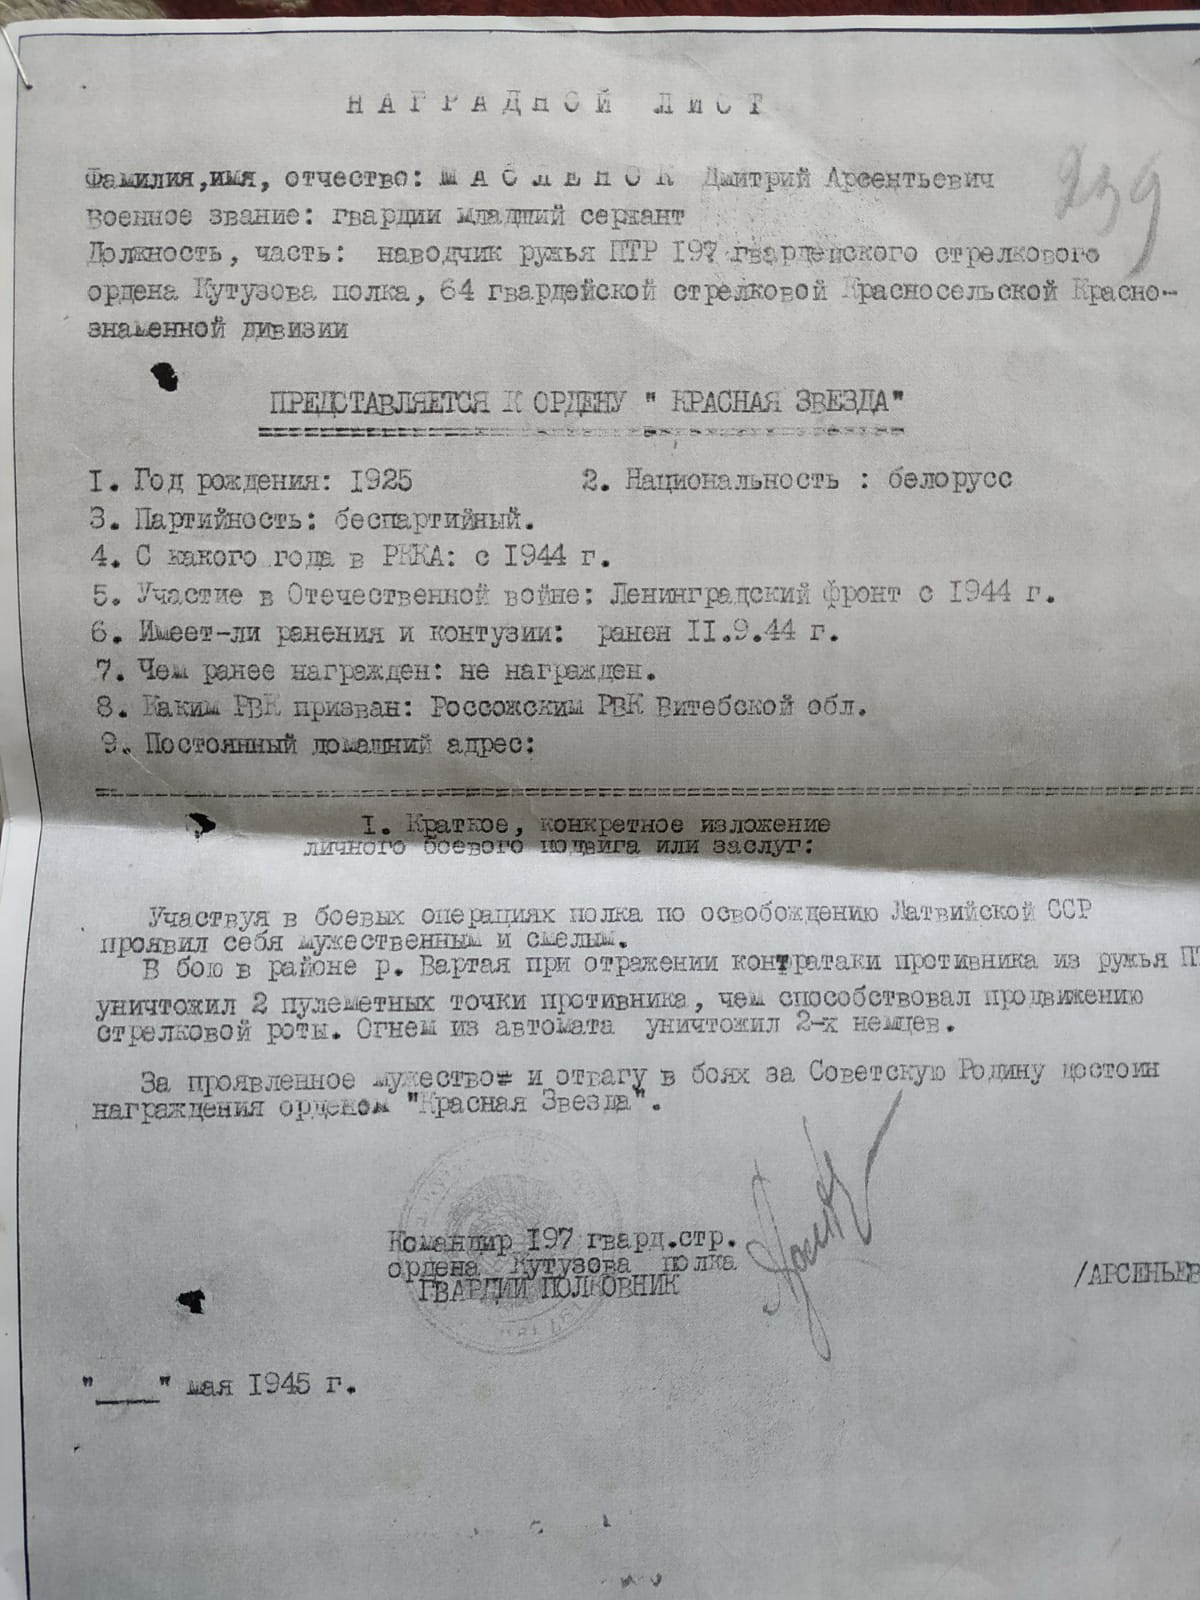 НАГРАДНОЙ ЛИСТ
239
Фамилия,имя, отчество: МАСЛЕНОК Дмитрий Арсентьевич
Военное звание: гвардии младший сержант
Должность, часть: наводчик ружья ПТР 197 гвардейского стрелкового
ордена Кутузова полка, 64 гвардейской стрелковой Красносельской Красно-
знаменной дивизии
ПРЕДСТАВЛЯЕТСЯ К ОРДЕНУ " КРАСНАЯ ЗВЕЗДА"
1. Год рождения: 1925 2. Национальность : белорусс
3. Партийность: беспартийный.
4. С какого года в РККА: с 1944 г.
5. Участие в Отечественной войне: Ленинградский фронт с 1944 г.
6. Имеет-ли ранения и контузии: ранен II.9.44 г.
7. Чем ранее награжден: не награжден.
8. Каким РВК призван: Россожским РВК Витебской обл.
9. Постоянный домашний адрес:
I. Краткое, конкретное изложение
личного боевого подвига или заслуг:
Участвуя в боевых операциях полка по освобождению Латвийской ССР
проявил себя мужественным и смелым.
В бою в районе р. Вартая при отражении контратаки противника из ружья ПТ
уничтожил 2 пулеметных точки противника, чем способствовал продвижению
стрелковой роты. Огнем из автомата уничтожил 2-х немцев.
За проявленное мужество и отвагу в боях за Советскую Родину достоин
награждения орденом "Красная Звезда".
Командир 197 гвард.стр.
ордена Кутузова полка
ГВАРДИИ ПОЛКОВНИК /АРСЕНЬЕВ
"___" мая 1945 г.